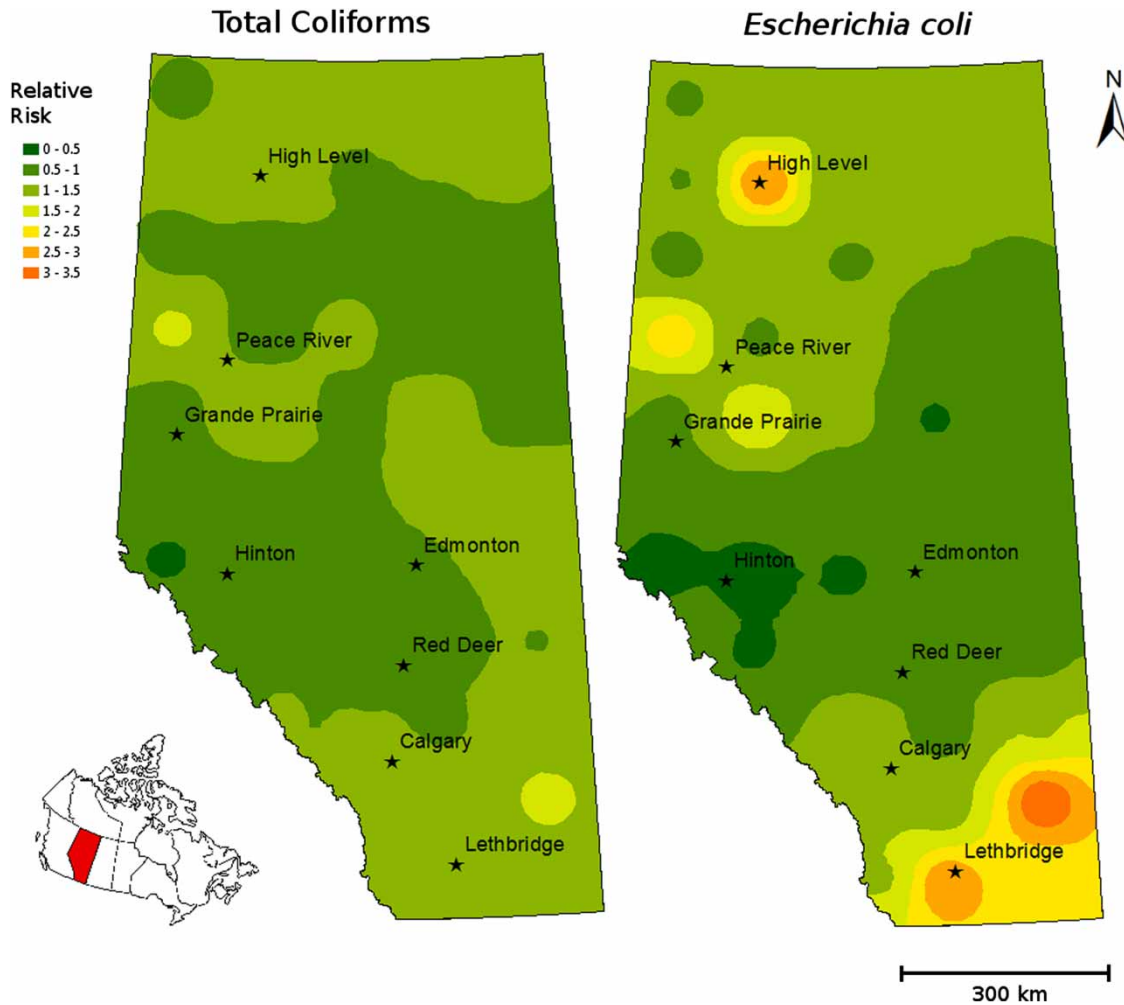 Total Coliforms
Escherichia coli
N
Relative
Risk
0 - 0.5
0.5 - 1
1 - 1.5
1.5 - 2
2 - 2.5
2.5 - 3
3 - 3.5
High Level
Peace River
Grande Prairie
Hinton
Edmonton
Red Deer
Calgary
Lethbridge
High Level
Peace River
Grande Prairie
Hinton
Edmonton
Red Deer
Calgary
Lethbridge
300 km